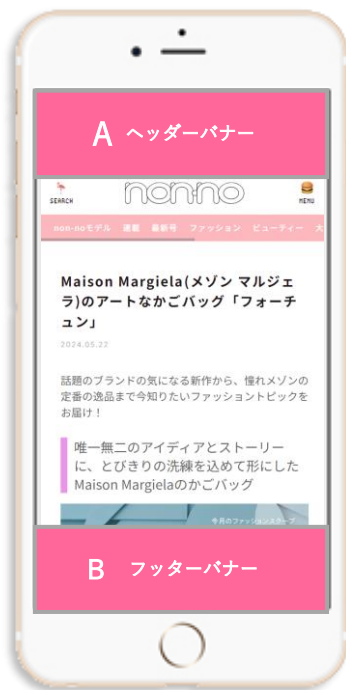 A ヘッダーバナー
non-no
SEARCH
MENU
non-noモデル 連載 最新号 ファッション ビューティー 大
Maison Margiela(メゾン マルジェ
ラ)のアートなかごバッグ「フォーチ
ュン」
2024.05.22
話題のブランドの気になる新作から、憧れメゾンの
定番の逸品まで今知りたいファッショントピックを
お届け！
唯一無二のアイディアとストーリー
に、とびきりの洗練を込めて形にした
Maison Margielaのかごバッグ
今月のファッションスクープ
B フッターバナー